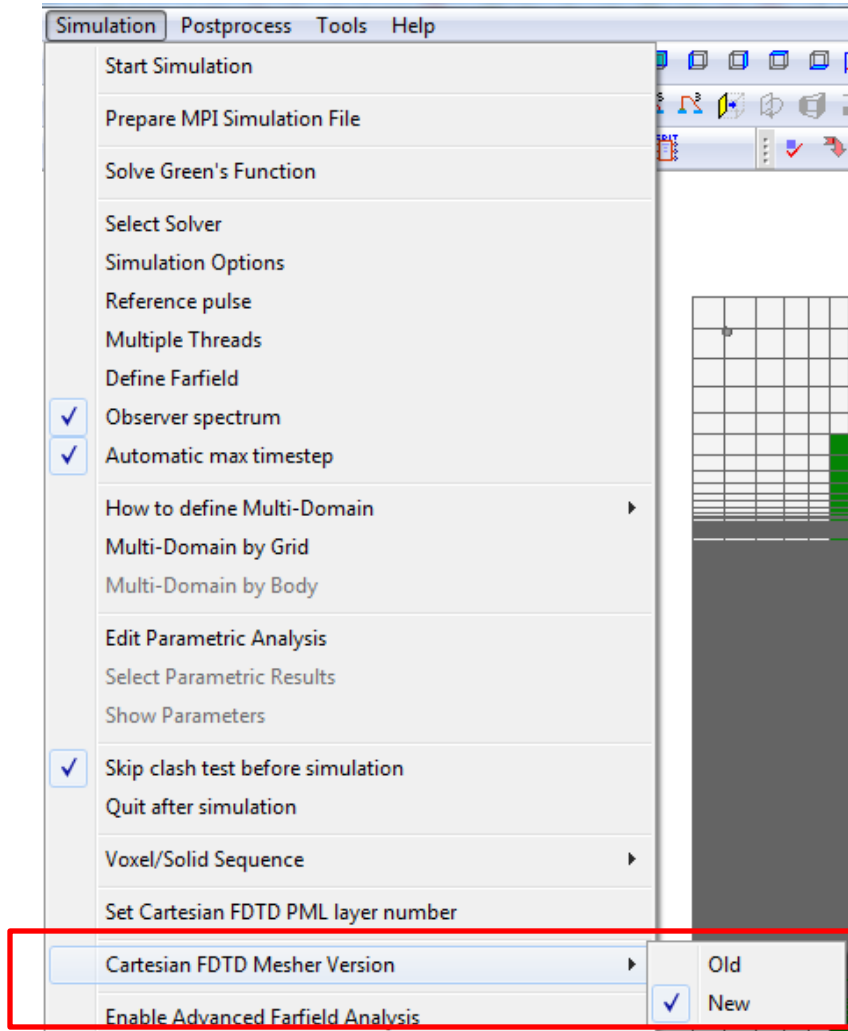 Simulation Postprocess Tools Help
Start Simulation
Prepare MPI Simulation File
Solve Green's Function
Select Solver
Simulation Options
Reference pulse
Multiple Threads
Define Farfield
Observer spectrum
Automatic max timestep
How to define Multi-Domain
Multi-Domain by Grid
Multi-Domain by Body
Edit Parametric Analysis
Select Parametric Results
Show Parameters
Skip clash test before simulation
Quit after simulation
Voxel/Solid Sequence
Set Cartesian FDTD PML layer number
Cartesian FDTD Mesher Version
Old
New
Enable Advanced Farfield Analysis